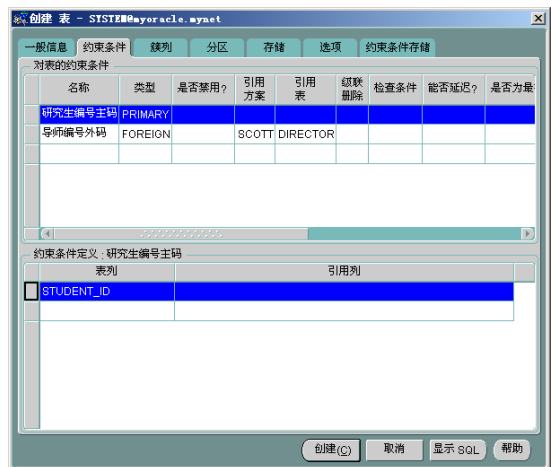 创建 表 - SYSTEM@myoracle.mynet
一般信息 约束条件 簇列 分区 存储 选项 约束条件存储
对表的约束条件
名称 类型 是否禁用? 引用方案 引用表 级联删除 检查条件 能否延迟? 是否为最
研究生编号主码 PRIMARY
导师编号外码 FOREIGN SCOTT DIRECTOR
约束条件定义:研究生编号主码
表列 引用列
STUDENT_ID
创建(C) 取消 显示 SQL 帮助